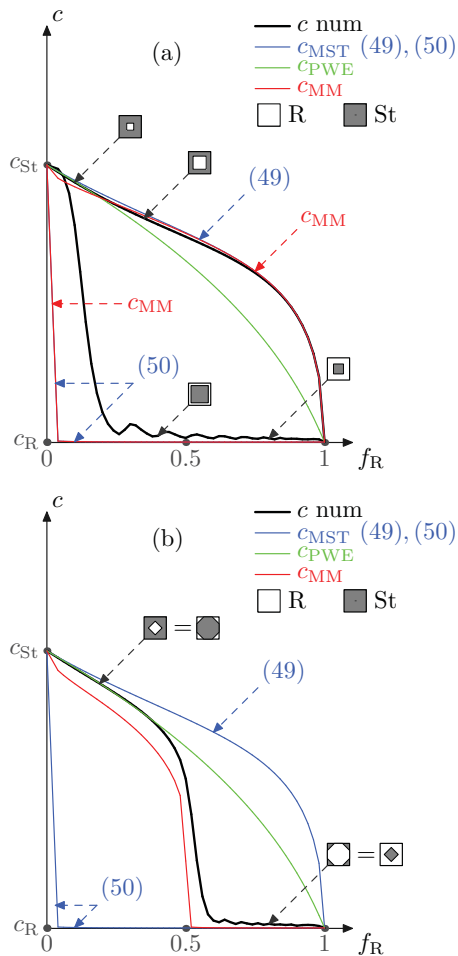 c
(a)
c num
c_MST (49), (50)
c_PWE
c_MM
R St
c_St
(49)
c_MM
c_MM
(50)
c_R
0 0.5 1 f_R
c
(b)
c num
c_MST (49), (50)
c_PWE
c_MM
R St
=
c_St
(49)
=
(50)
c_R
0 0.5 1 f_R